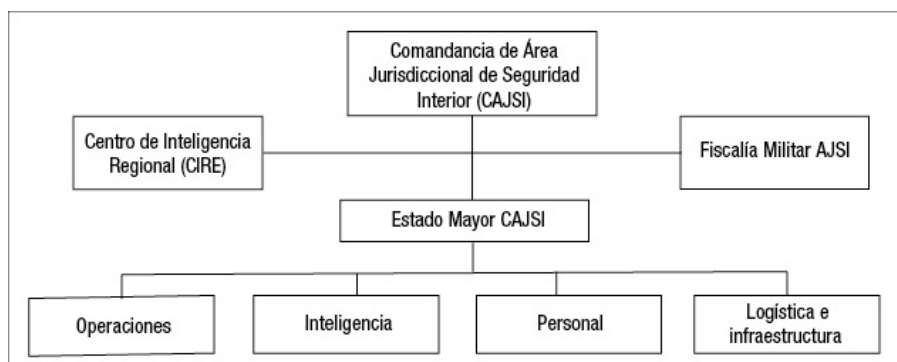 Comandancia de Área
Jurisdiccional de Seguridad
Interior (CAJSI)
Centro de Inteligencia
Regional (CIRE)
Fiscalía Militar AJSI
Estado Mayor CAJSI
Operaciones
Inteligencia
Personal
Logística e
infraestructura